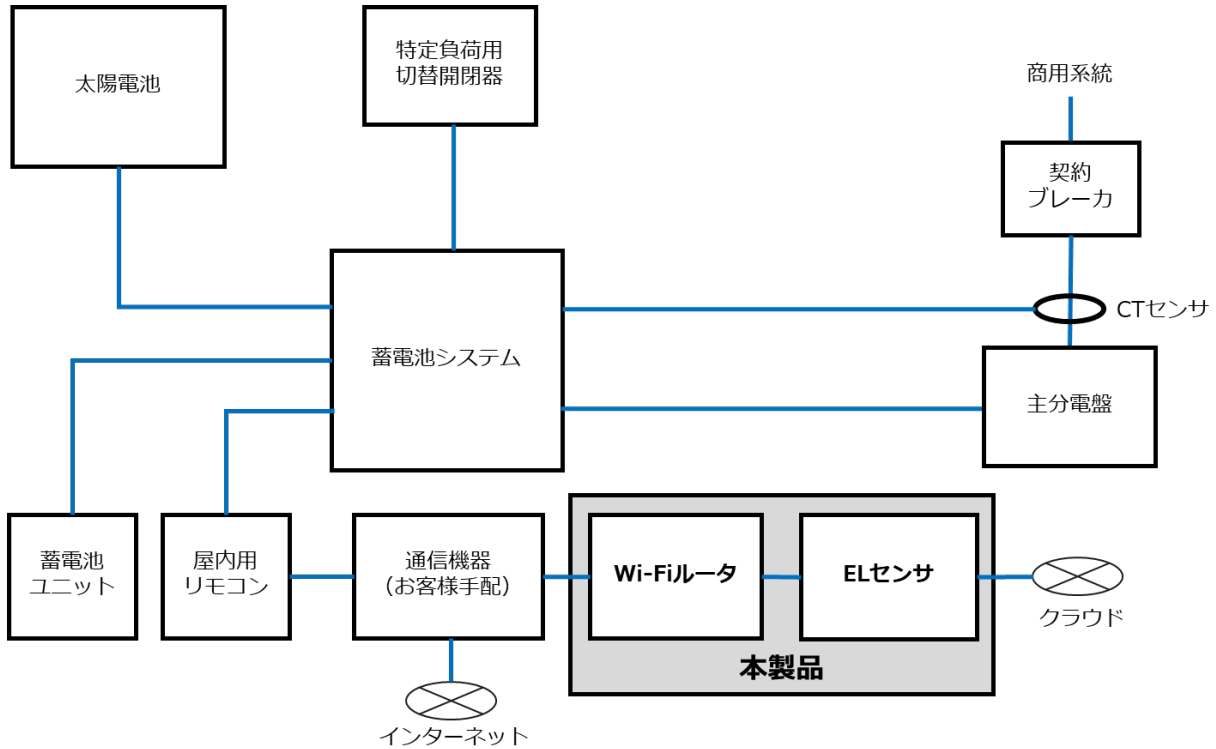 太陽電池
特定負荷用
切替開閉器
商用系統
契約
ブレーカ
CTセンサ
蓄電池システム
主分電盤
蓄電池
ユニット
屋内用
リモコン
通信機器
（お客様手配）
Wi-Fiルータ
ELセンサ
クラウド
本製品
インターネット